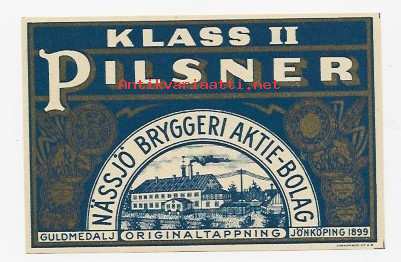 KLASS II
PILSNER
Antikvariaatti.net
NÄSSJÖ BRYGGERI AKTIE-BOLAG
GULDMEDALJ ORIGINALTAPPNING JÖNKÖPING 1899